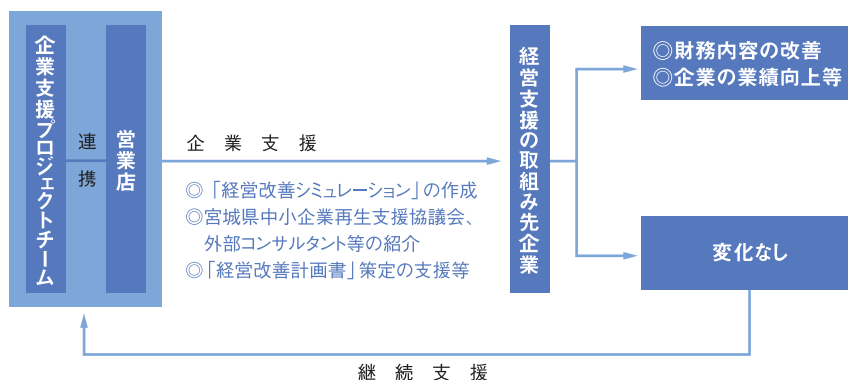 企業支援プロジェクトチーム
連携
営業店
企業支援
◎「経営改善シミュレーション」の作成
◎宮城県中小企業再生支援協議会、
外部コンサルタント等の紹介
◎「経営改善計画書」策定の支援等
経営支援の取組み先企業
◎財務内容の改善
◎企業の業績向上等
変化なし
継続支援